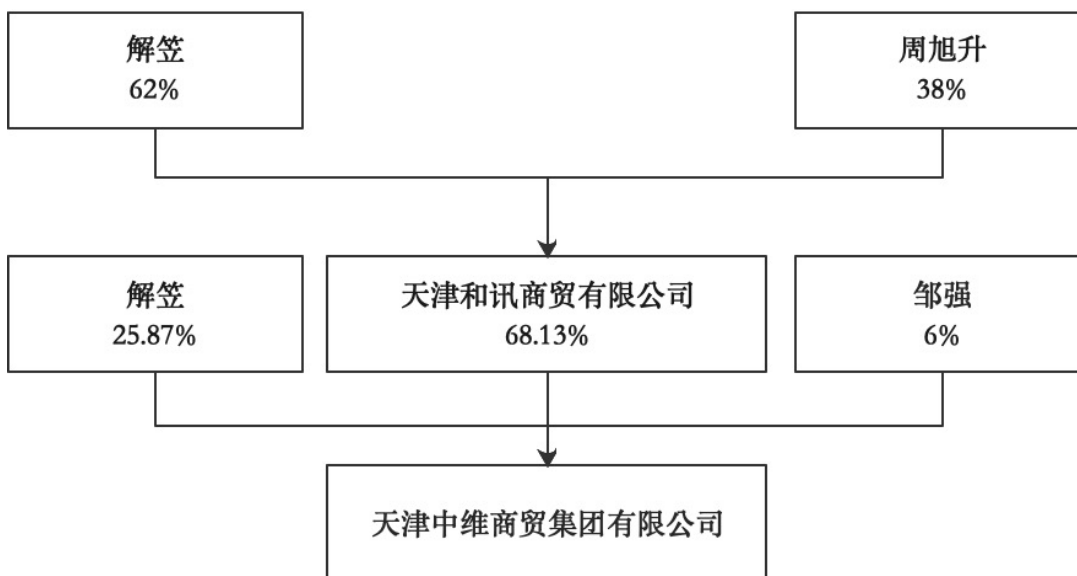 解笠
62%
周旭升
38%
解笠
25.87%
天津和讯商贸有限公司
68.13%
邹强
6%
天津中维商贸集团有限公司